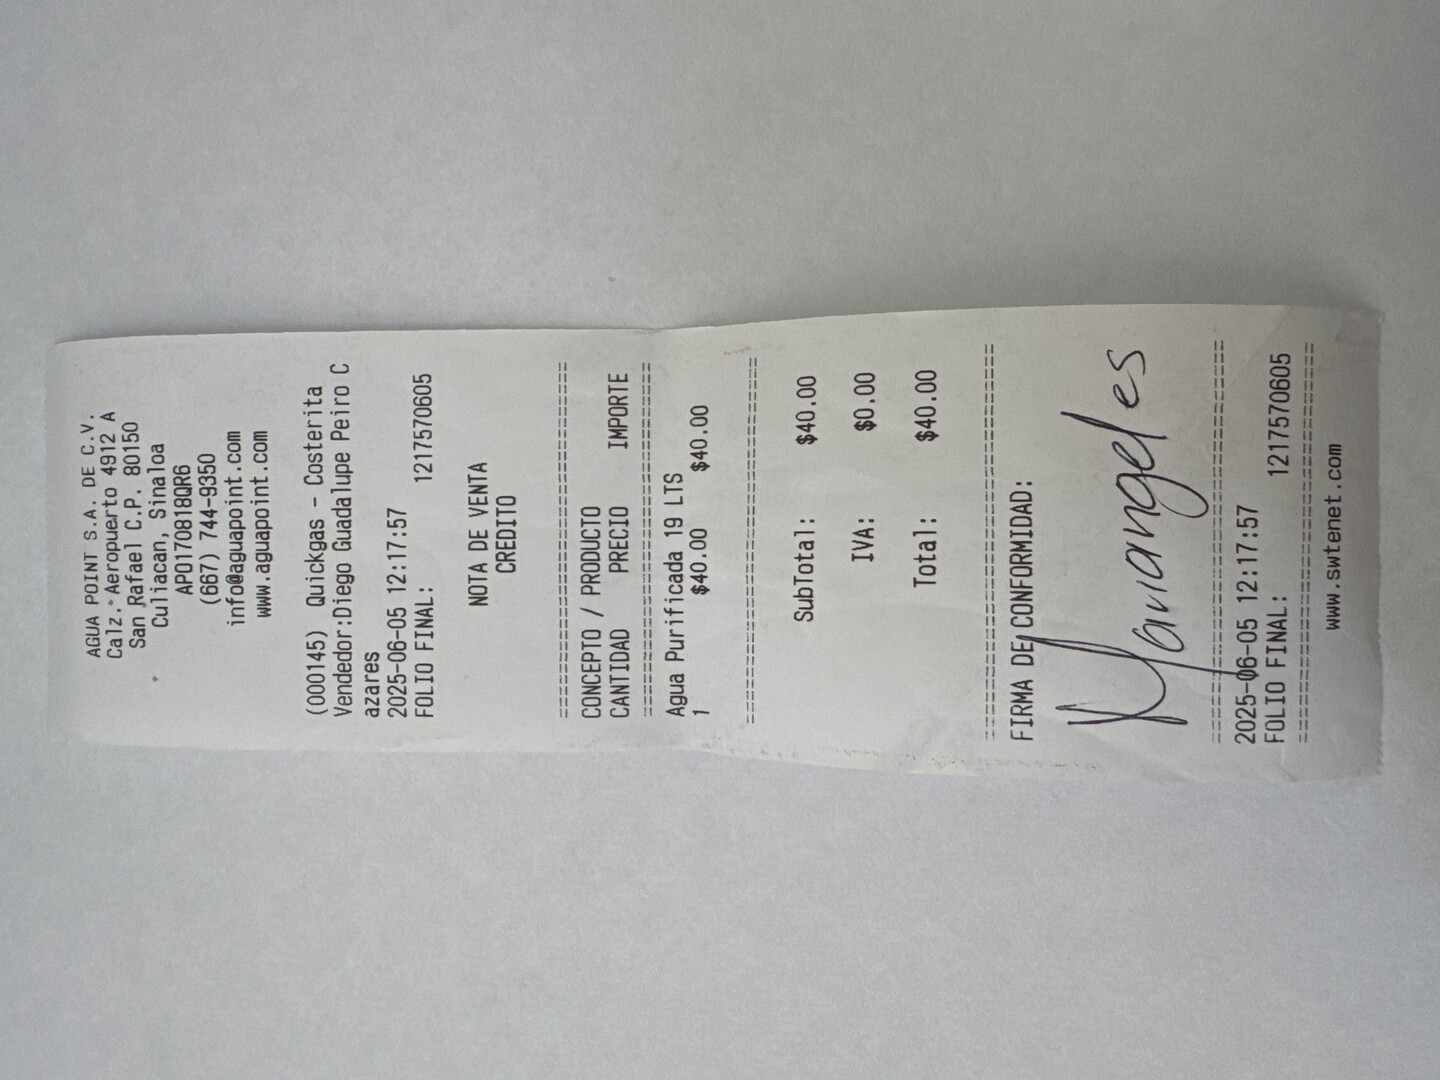 AGUA POINT S.A. DE C.V.
Calz. Aeropuerto 4912 A
San Rafael C.P. 80150
Culiacan, Sinaloa
APO170818QR6
(667) 744-9350
info@aguapoint.com
www.aguapoint.com
(000145) Quickgas - Costerita
Vendedor:Diego Guadalupe Peiro C
azares
2025-06-05 12:17:57
FOLIO FINAL: 1217570605
NOTA DE VENTA
CREDITO
================================
CONCEPTO / PRODUCTO
CANTIDAD PRECIO IMPORTE
================================
Agua Purificada 19 LTS
1 $40.00 $40.00
================================
SubTotal: $40.00
IVA: $0.00
Total: $40.00
================================
FIRMA DE CONFORMIDAD:
Mariangeles
================================
2025-06-05 12:17:57
FOLIO FINAL: 1217570605
================================
www.swtenet.com